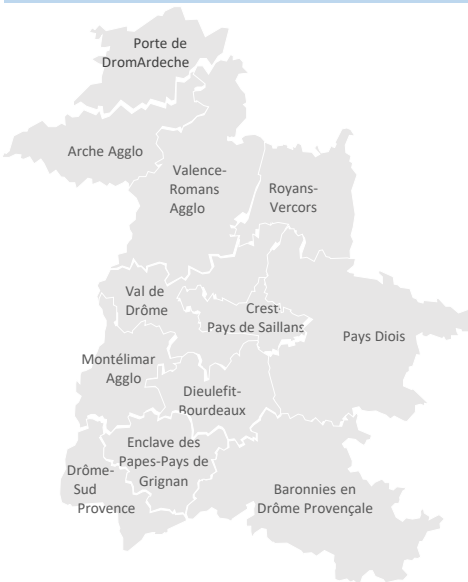 Porte de
DromArdeche
Arche Agglo
Valence-
Romans
Agglo
Royans-
Vercors
Val de
Drôme
Crest
Pays de Saillans
Pays Diois
Montélimar
Agglo
Dieulefit-
Bourdeaux
Enclave des
Papes-Pays de
Grignan
Drôme-
Sud
Provence
Baronnies en
Drôme Provençale